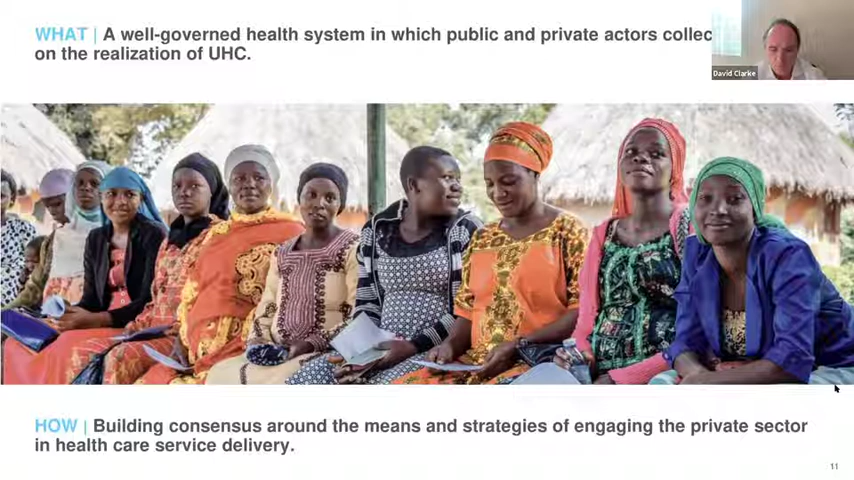 WHAT | A well-governed health system in which public and private actors collec
on the realization of UHC.
David Clarke
HOW | Building consensus around the means and strategies of engaging the private sector
in health care service delivery.
11